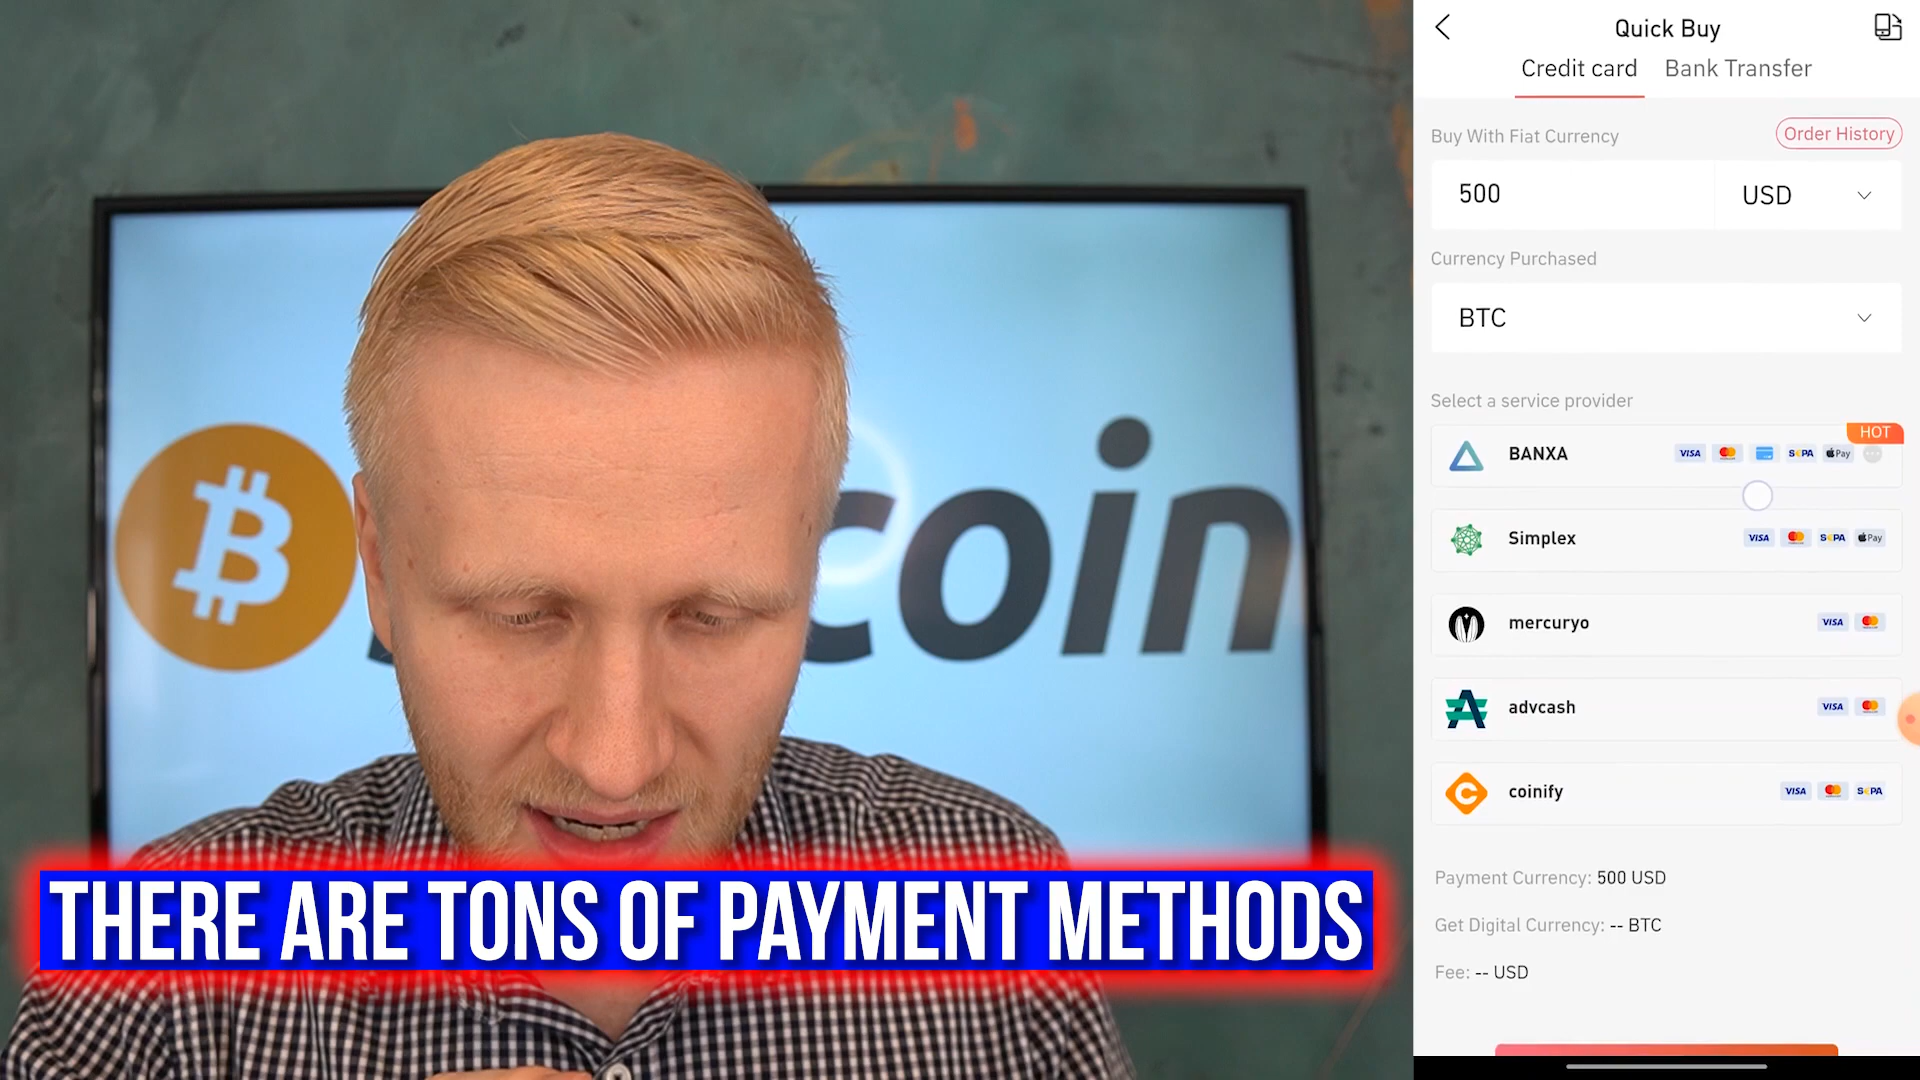 coin
THERE ARE TONS OF PAYMENT METHODS
Quick Buy
Credit card Bank Transfer
Buy With Fiat Currency Order History
500 USD
Currency Purchased
BTC
Select a service provider
HOT
BANXA VISA SEPA Pay
Simplex VISA SEPA Pay
mercuryo VISA
advcash VISA
coinify VISA SEPA
Payment Currency: 500 USD
Get Digital Currency: -- BTC
Fee: -- USD